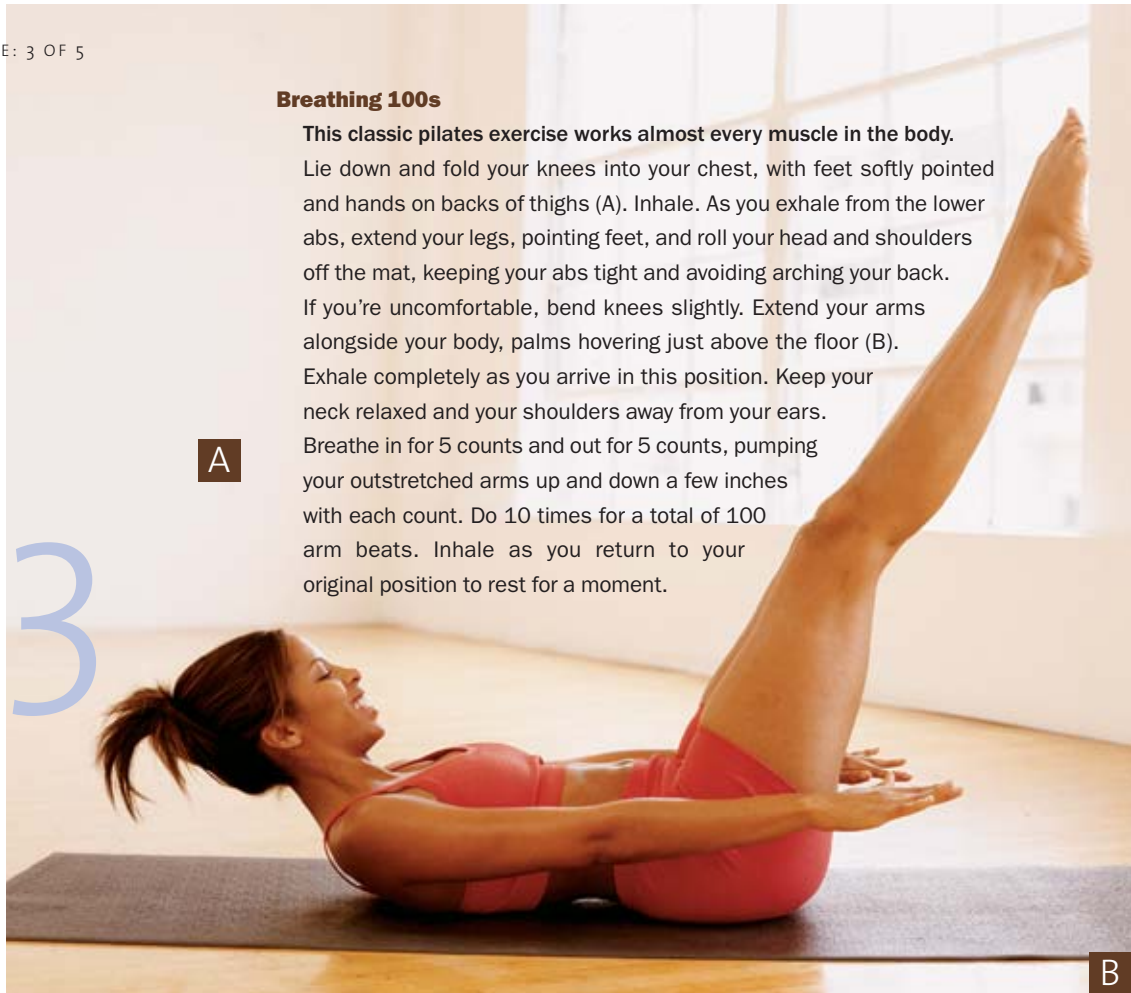 E: 3 OF 5
Breathing 100s
This classic pilates exercise works almost every muscle in the body.
Lie down and fold your knees into your chest, with feet softly pointed
and hands on backs of thighs (A). Inhale. As you exhale from the lower
abs, extend your legs, pointing feet, and roll your head and shoulders
off the mat, keeping your abs tight and avoiding arching your back.
If you’re uncomfortable, bend knees slightly. Extend your arms
alongside your body, palms hovering just above the floor (B).
Exhale completely as you arrive in this position. Keep your
neck relaxed and your shoulders away from your ears.
Breathe in for 5 counts and out for 5 counts, pumping
your outstretched arms up and down a few inches
with each count. Do 10 times for a total of 100
arm beats. Inhale as you return to your
original position to rest for a moment.
A
3
B